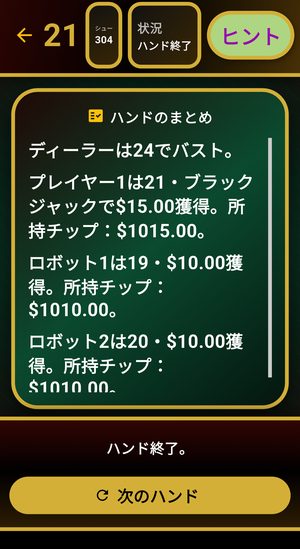 21
シュー
304
状況
ハンド終了
ヒント
ハンドのまとめ
ディーラーは24でバスト。
プレイヤー1は21・ブラック
ジャックで$15.00獲得。所
持チップ：$1015.00。
ロボット1は19・$10.00獲
得。所持チップ：
$1010.00。
ロボット2は20・$10.00獲
得。所持チップ：
$1010.00。
ハンド終了。
次のハンド